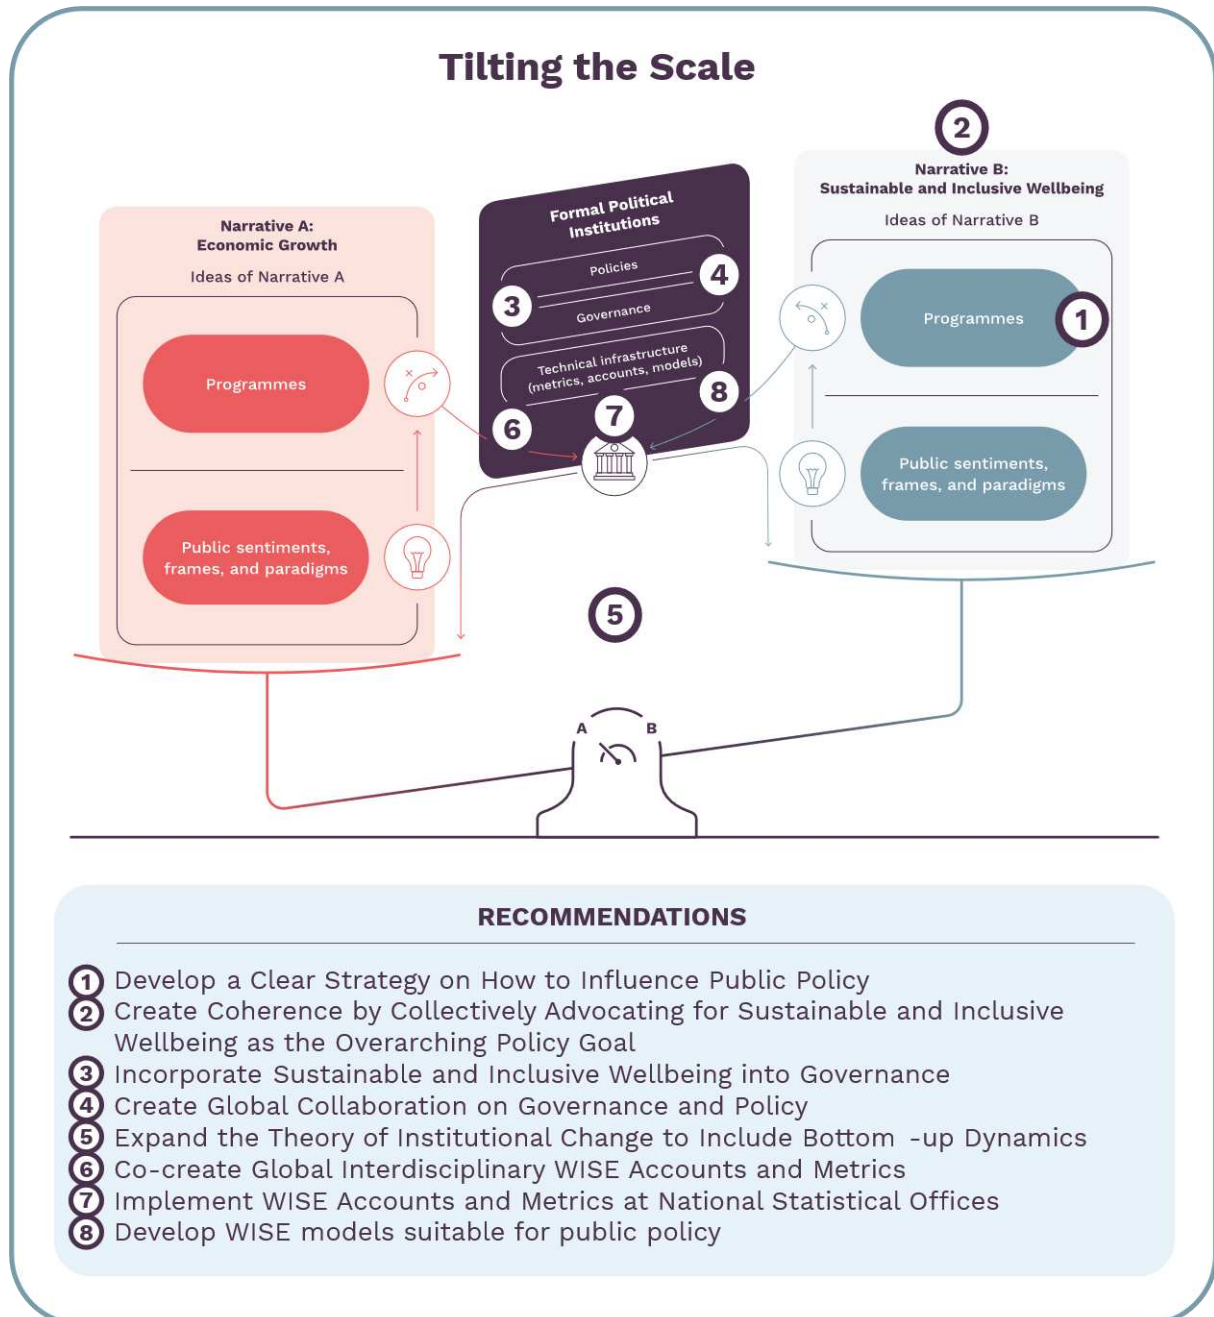 Tilting the Scale
2
Narrative B:
Sustainable and Inclusive Wellbeing
Ideas of Narrative B
Programmes
1
Public sentiments,
frames, and paradigms
Formal Political
Institutions
Policies
4
3
Governance
Technical infrastructure
(metrics, accounts, models)
8
7
6
Narrative A:
Economic Growth
Ideas of Narrative A
Programmes
Public sentiments,
frames, and paradigms
5
A
B
RECOMMENDATIONS
1 Develop a Clear Strategy on How to Influence Public Policy
2 Create Coherence by Collectively Advocating for Sustainable and Inclusive
Wellbeing as the Overarching Policy Goal
3 Incorporate Sustainable and Inclusive Wellbeing into Governance
4 Create Global Collaboration on Governance and Policy
5 Expand the Theory of Institutional Change to Include Bottom -up Dynamics
6 Co-create Global Interdisciplinary WISE Accounts and Metrics
7 Implement WISE Accounts and Metrics at National Statistical Offices
8 Develop WISE models suitable for public policy